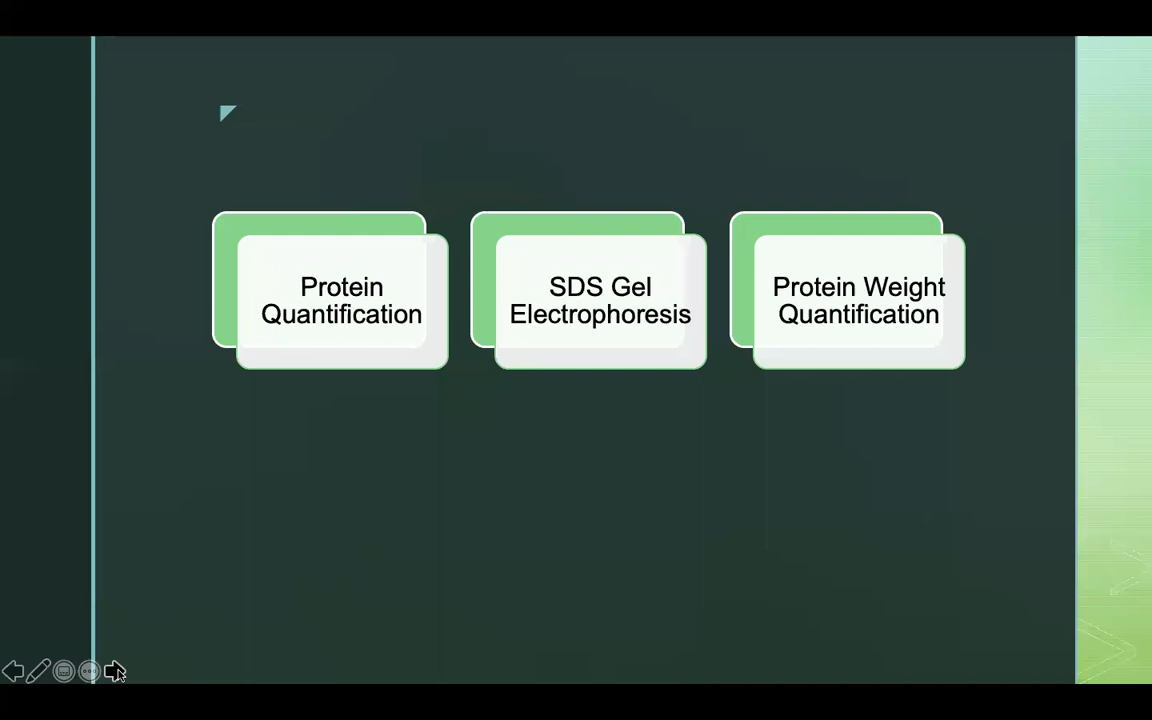 Protein
Quantification
SDS Gel
Electrophoresis
Protein Weight
Quantification